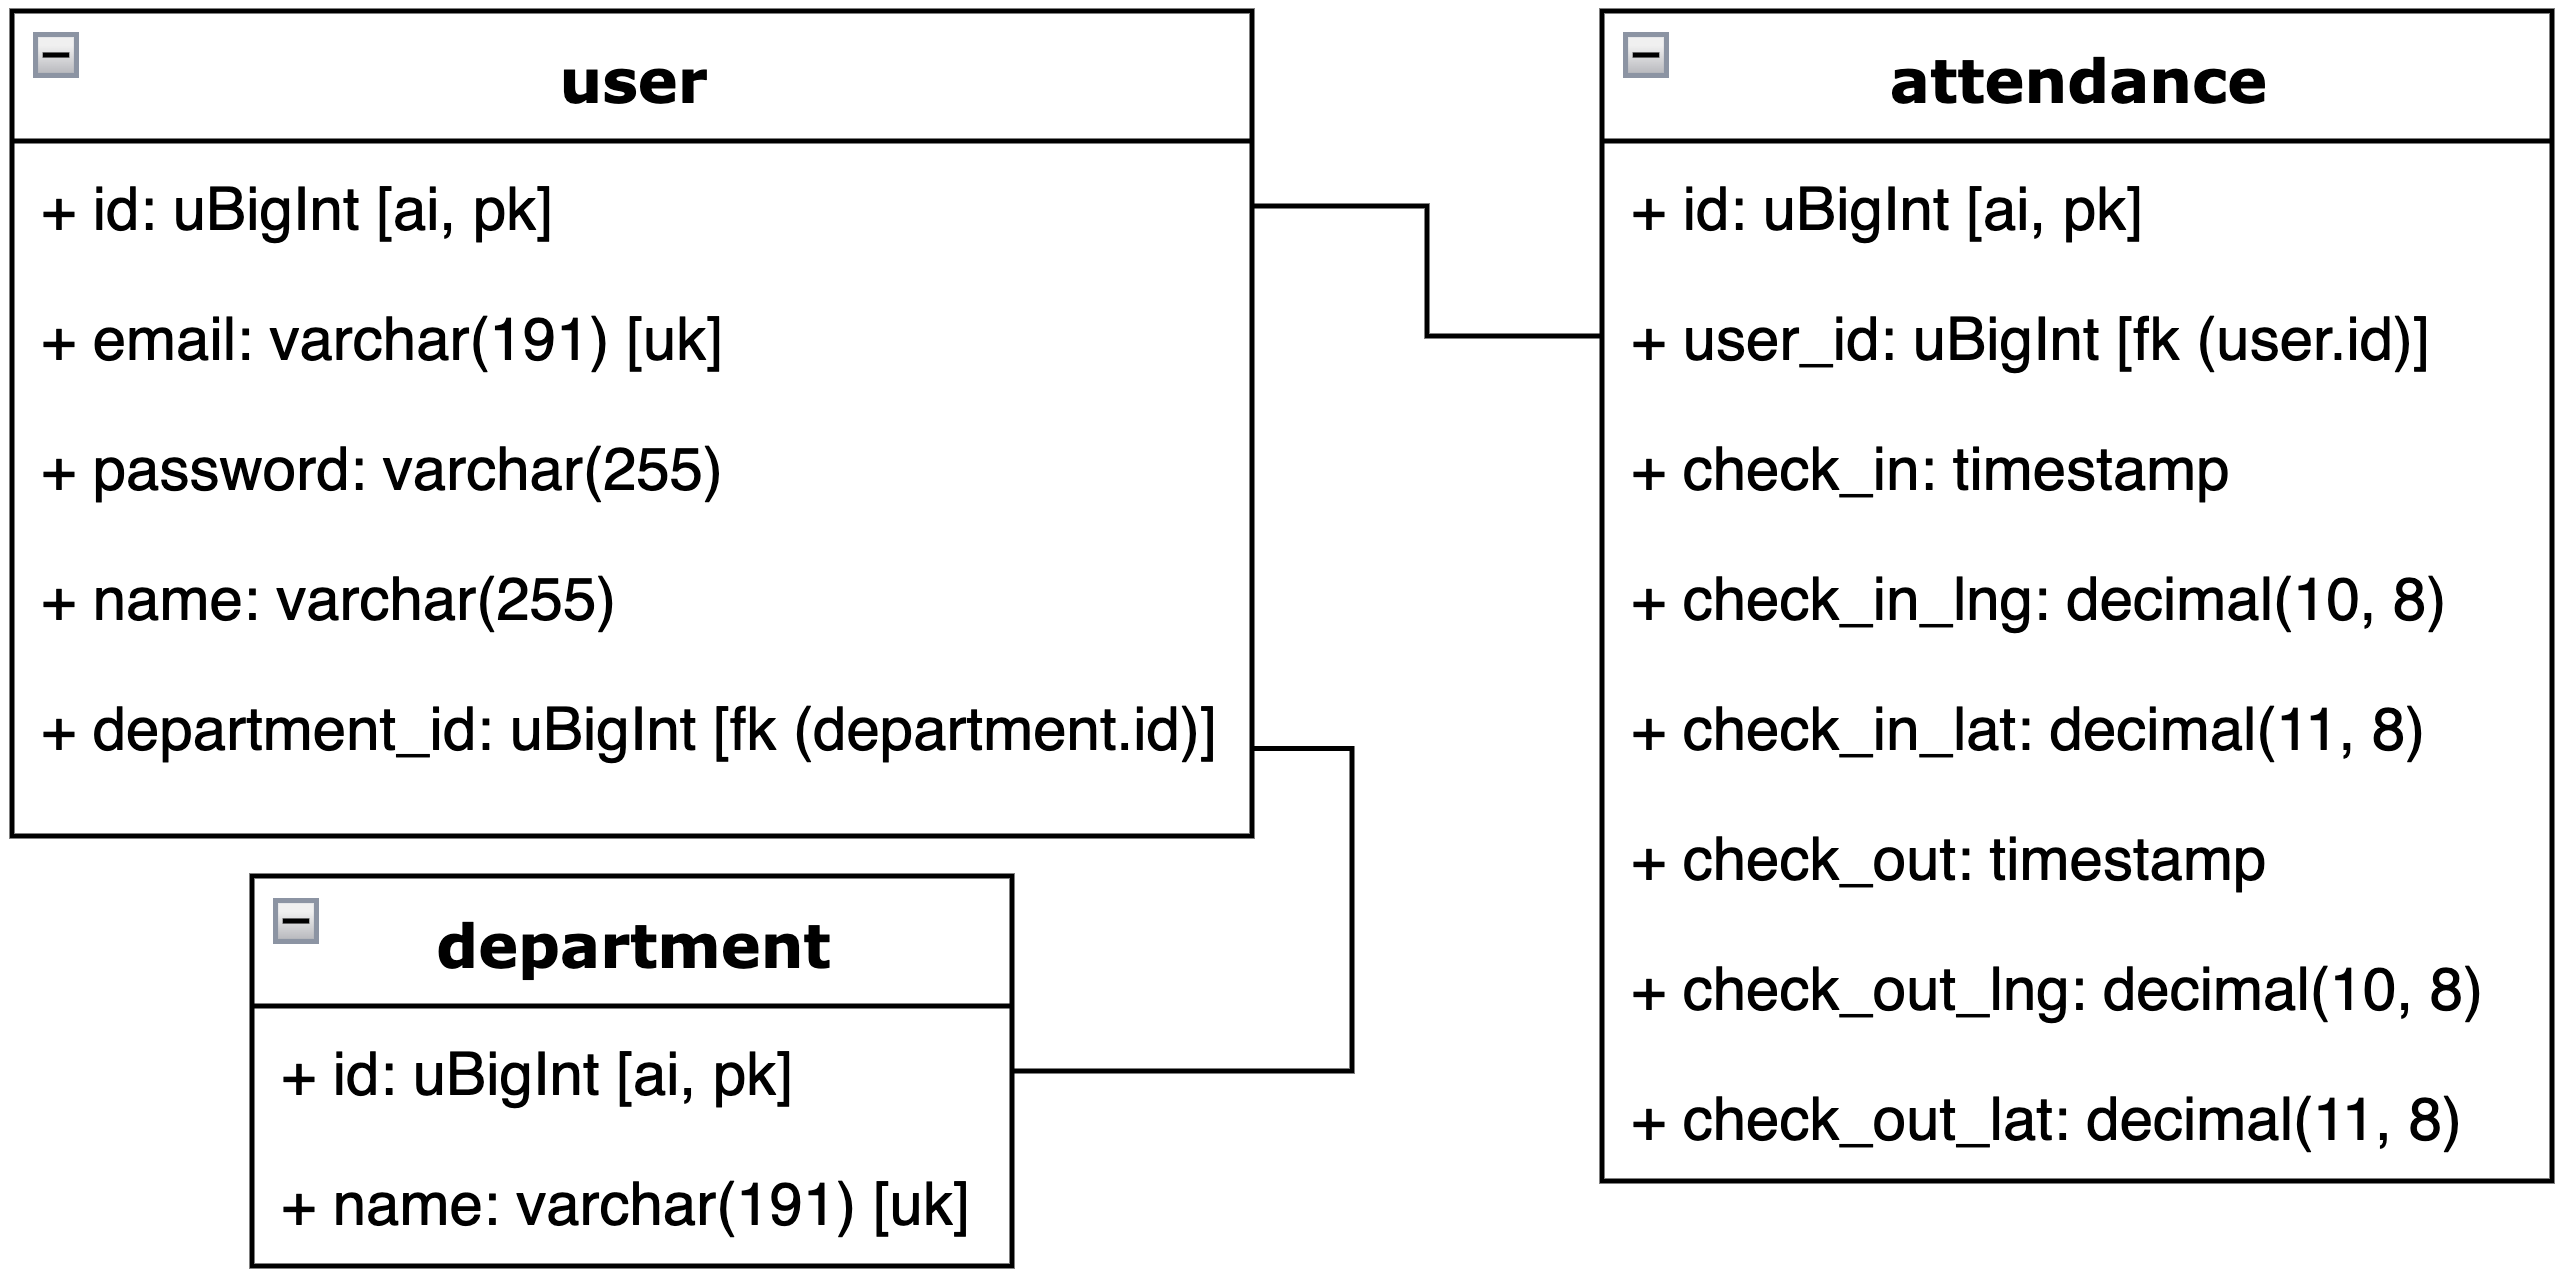 user
+ id: uBigInt [ai, pk]
+ email: varchar(191) [uk]
+ password: varchar(255)
+ name: varchar(255)
+ department_id: uBigInt [fk (department.id)]
department
+ id: uBigInt [ai, pk]
+ name: varchar(191) [uk]
attendance
+ id: uBigInt [ai, pk]
+ user_id: uBigInt [fk (user.id)]
+ check_in: timestamp
+ check_in_lng: decimal(10, 8)
+ check_in_lat: decimal(11, 8)
+ check_out: timestamp
+ check_out_lng: decimal(10, 8)
+ check_out_lat: decimal(11, 8)